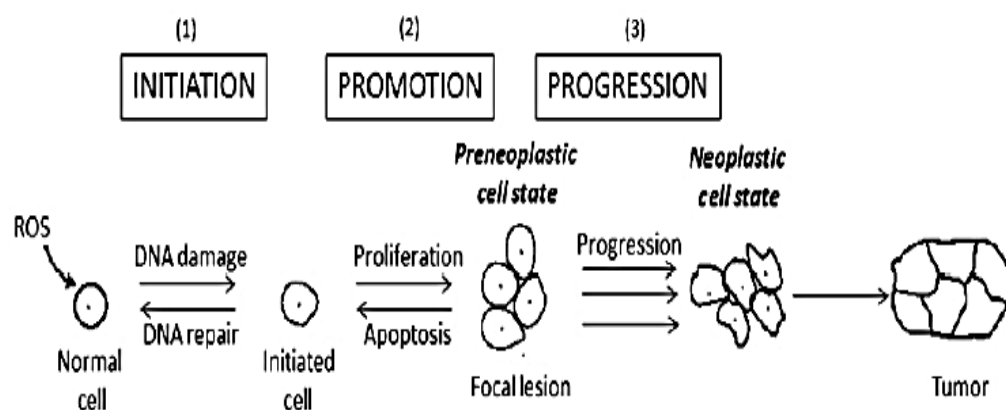 (1)
(2)
(3)
INITIATION
PROMOTION
PROGRESSION
Preneoplastic
cell state
Neoplastic
cell state
ROS
DNA damage
DNA repair
Proliferation
Apoptosis
Progression
Normal
cell
Initiated
cell
Focal lesion
Tumor